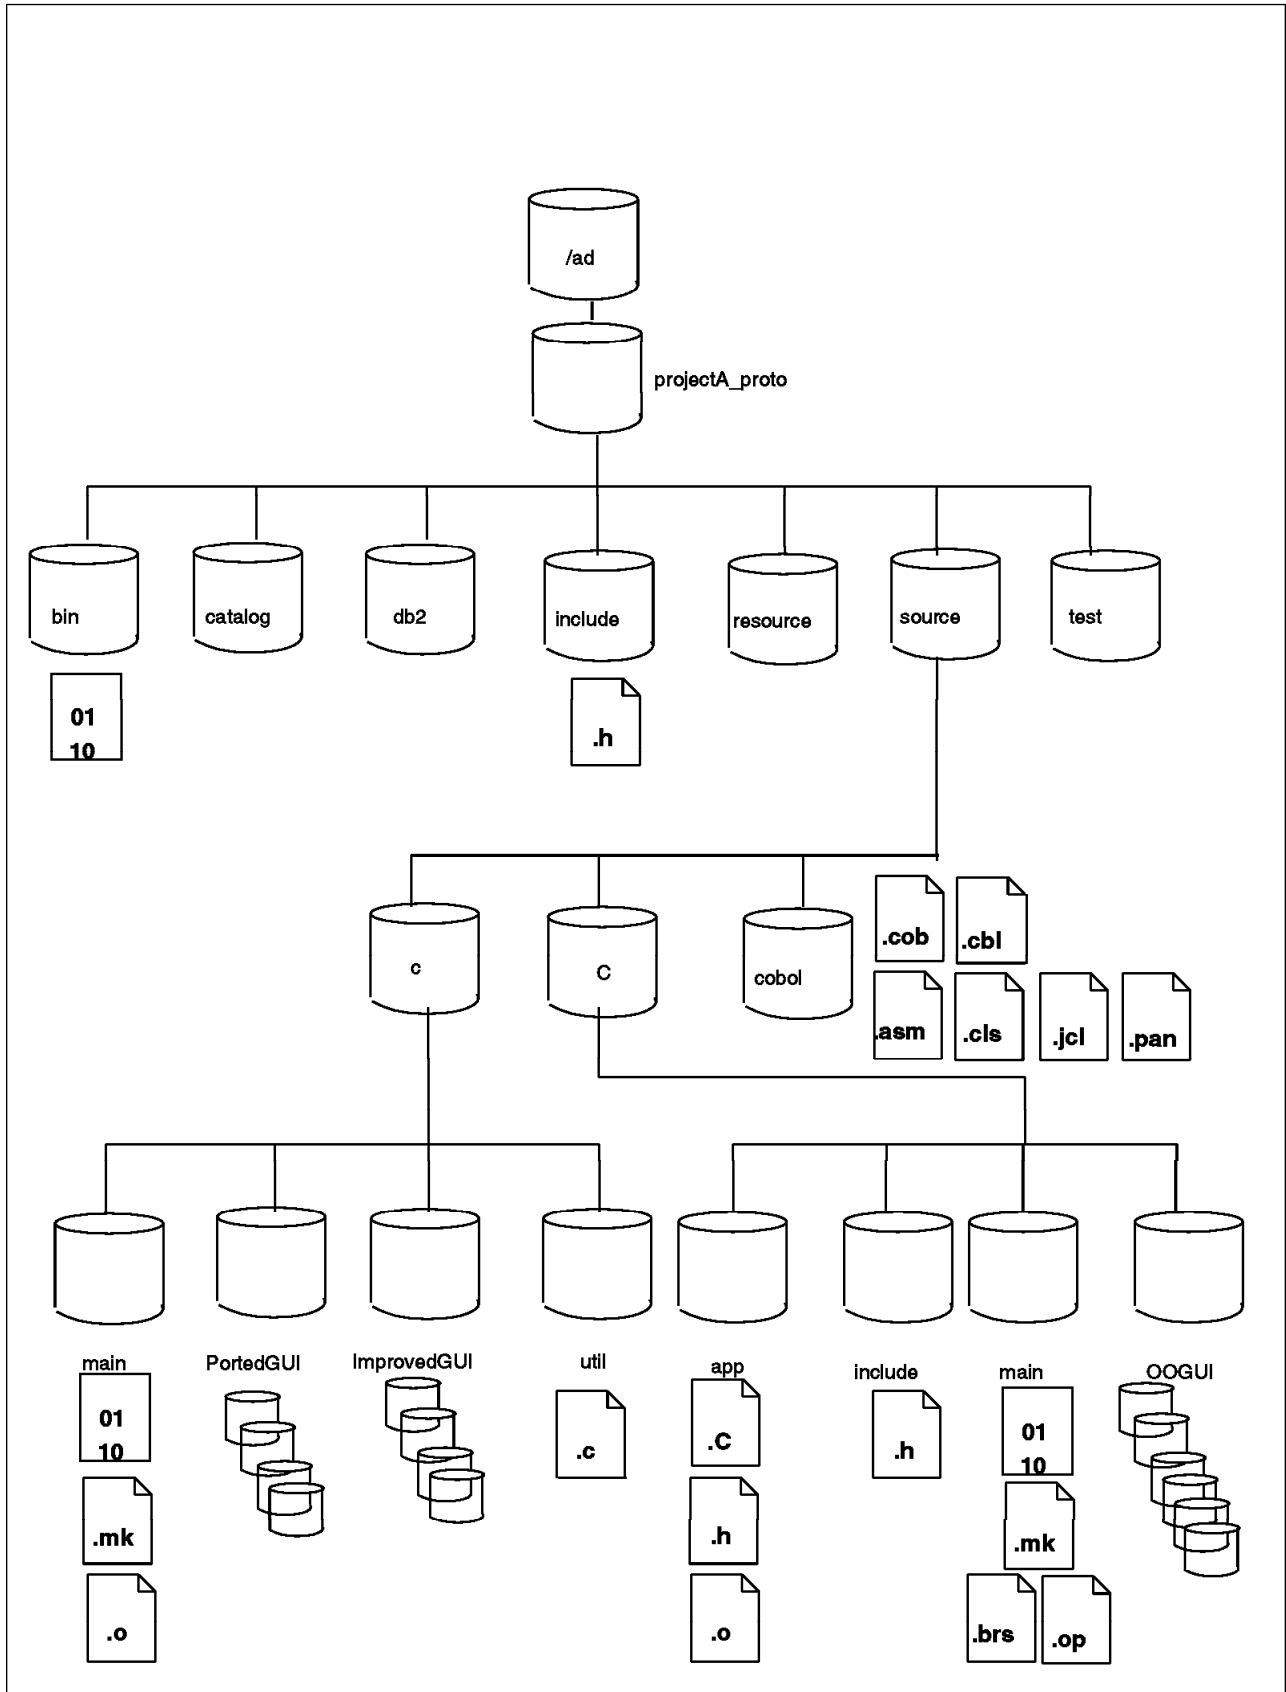 /ad
projectA_proto
bin
catalog
db2
include
resource
source
test
01
10
.h
c
C
cobol
.cob
.cbl
.asm
.cls
.jcl
.pan
main
PortedGUI
ImprovedGUI
util
app
include
main
OOGUI
01
10
.c
.C
.h
01
10
.mk
.h
.mk
.o
.o
.brs
.op